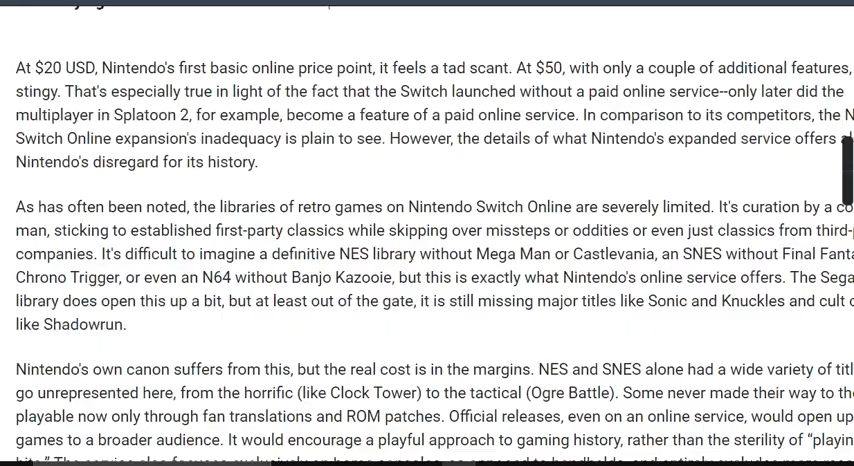 At $20 USD, Nintendo's first basic online price point, it feels a tad scant. At $50, with only a couple of additional features,
stingy. That's especially true in light of the fact that the Switch launched without a paid online service--only later did the
multiplayer in Splatoon 2, for example, become a feature of a paid online service. In comparison to its competitors, the N
Switch Online expansion's inadequacy is plain to see. However, the details of what Nintendo's expanded service offers
Nintendo's disregard for its history.
As has often been noted, the libraries of retro games on Nintendo Switch Online are severely limited. It's curation by a co
man, sticking to established first-party classics while skipping over missteps or oddities or even just classics from third-
companies. It's difficult to imagine a definitive NES library without Mega Man or Castlevania, an SNES without Final Fanta
Chrono Trigger, or even an N64 without Banjo Kazooie, but this is exactly what Nintendo's online service offers. The Sega
library does open this up a bit, but at least out of the gate, it is still missing major titles like Sonic and Knuckles and cult c
like Shadowrun.
Nintendo's own canon suffers from this, but the real cost is in the margins. NES and SNES alone had a wide variety of titl
go unrepresented here, from the horrific (like Clock Tower) to the tactical (Ogre Battle). Some never made their way to th
playable now only through fan translations and ROM patches. Official releases, even on an online service, would open up
games to a broader audience. It would encourage a playful approach to gaming history, rather than the sterility of “playin